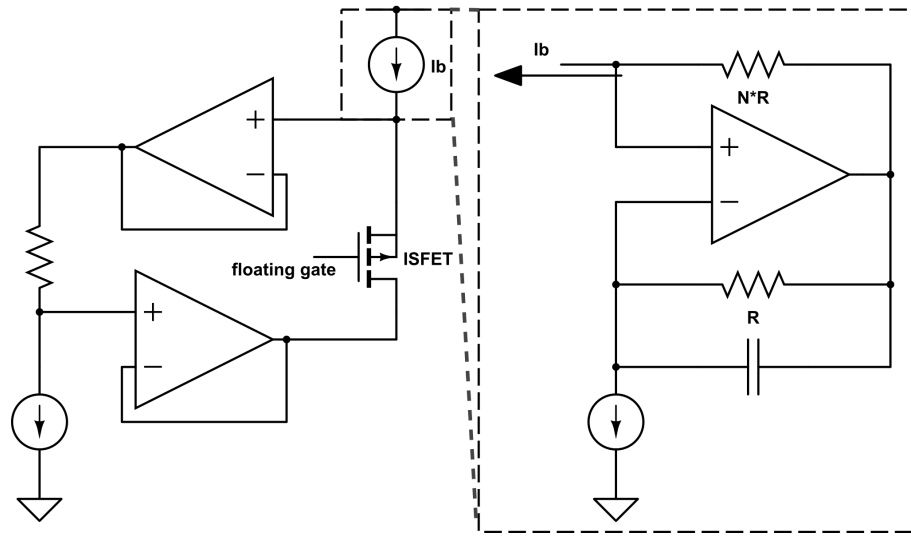 Ib
Ib
+
+
N*R
−
−
floating gate
ISFET
+
R
−